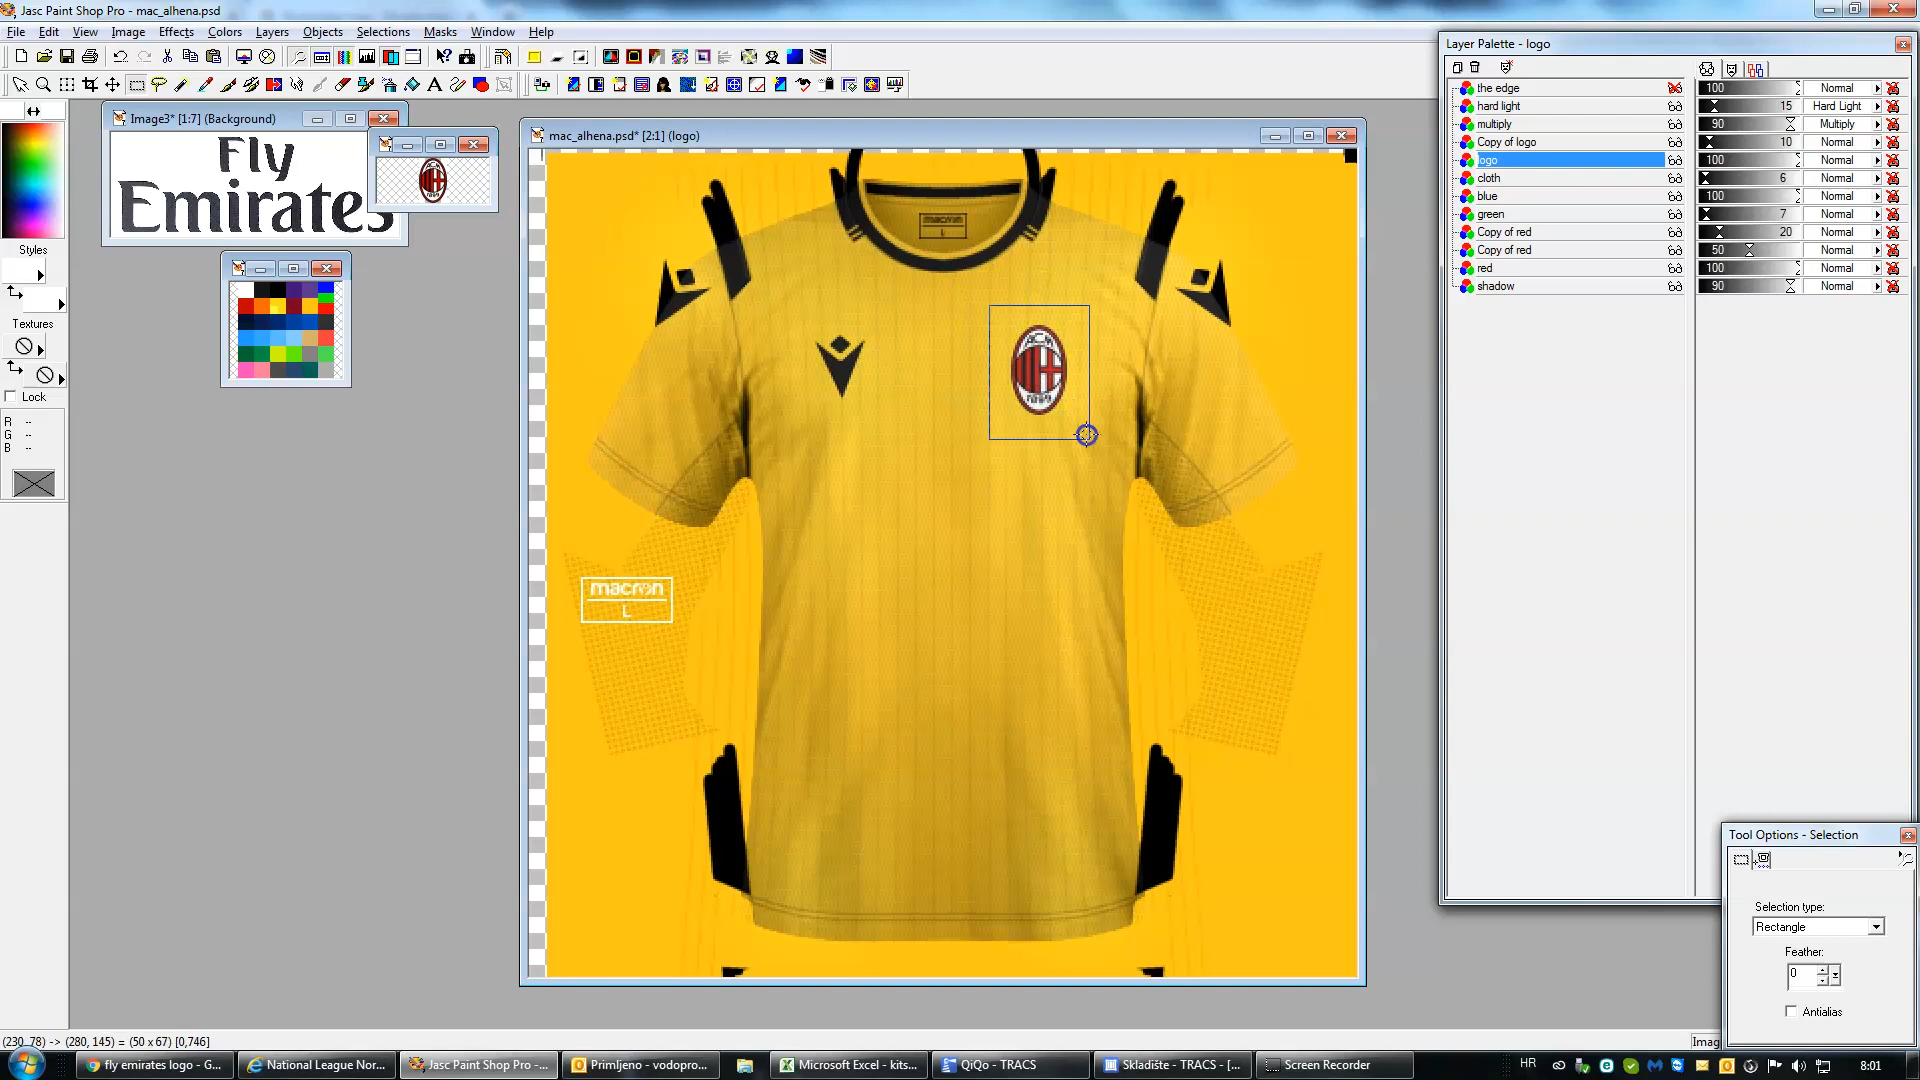 Jasc Paint Shop Pro - mac_alhena.psd
File Edit View Image Effects Colors Layers Objects Selections Masks Window Help
Styles
Textures
Lock
R --
G --
B --
Image3* [1:7] (Background)
Fly
Emirates
mac_alhena.psd* [2:1] (logo)
macron
L
1899
macron
L
Layer Palette - logo
the edge 100 Normal
hard light 15 Hard Light
multiply 90 Multiply
Copy of logo 10 Normal
logo 100 Normal
cloth 6 Normal
blue 100 Normal
green 7 Normal
Copy of red 20 Normal
Copy of red 50 Normal
red 100 Normal
shadow 90 Normal
Tool Options - Selection
Selection type:
Rectangle
Feather:
0
Antialias
(230, 78) -> (280, 145) = (50 x 67) [0,746]
Imag
fly emirates logo - G...
National League Nor...
Jasc Paint Shop Pro -...
Primljeno - vodopro...
Microsoft Excel - kits...
QiQo - TRACS
Skladište - TRACS - [...
Screen Recorder
HR
8:01